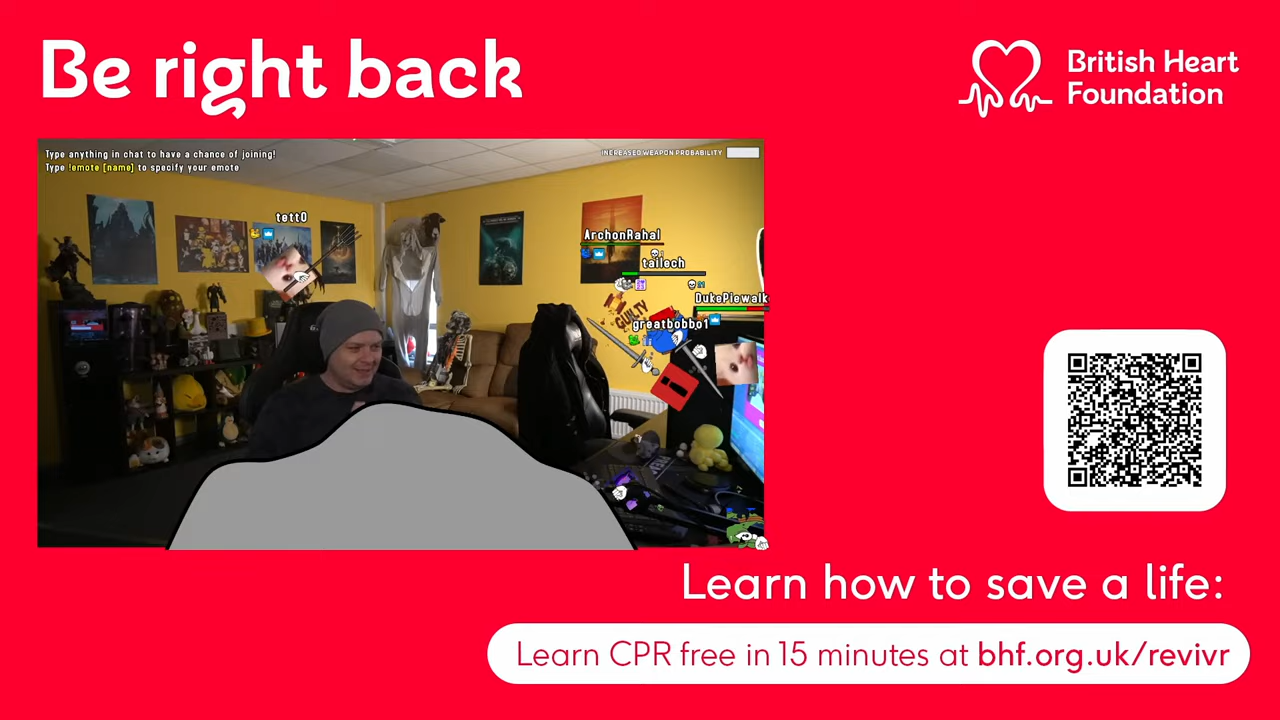 Be right back
British Heart
Foundation
Type anything in chat to have a chance of joining!
Type !emote [name] to specify your emote
INCREASED WEAPON PROBABILITY
tett0
ArchonRahal
tallech
DukePiewalk
GUILTY
greatbobbo1
Learn how to save a life:
Learn CPR free in 15 minutes at bhf.org.uk/revivr